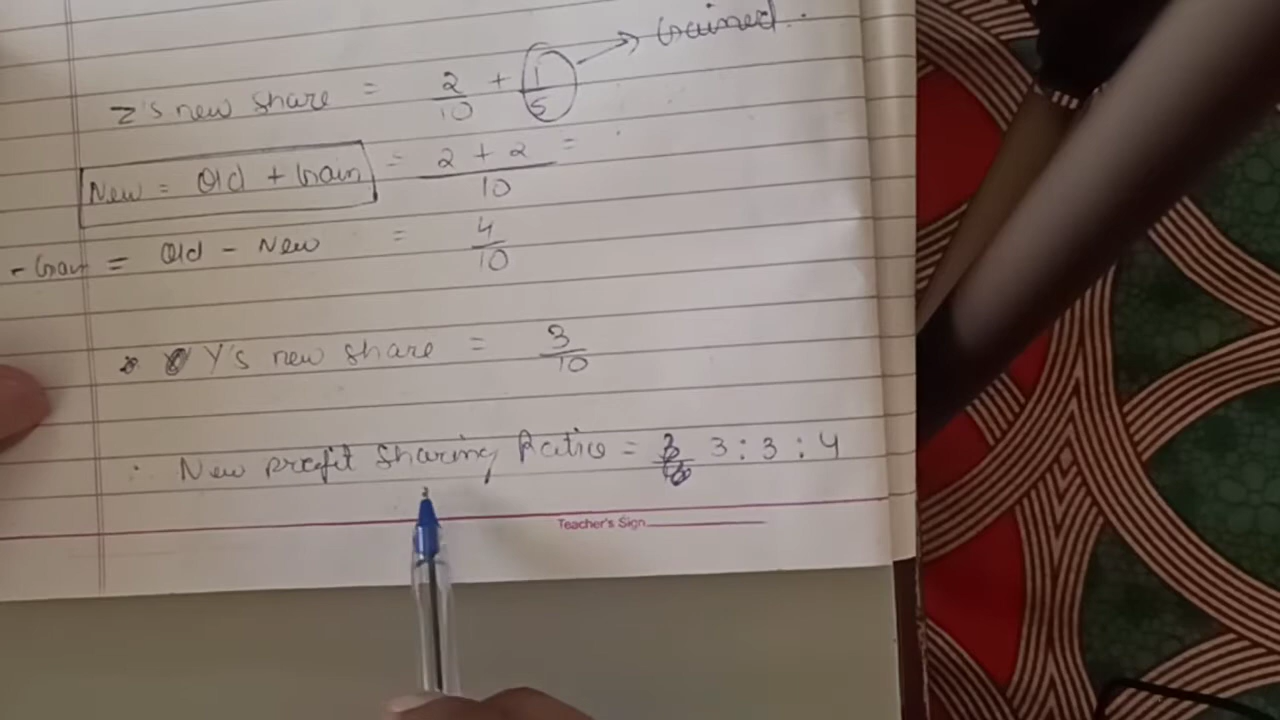 Z's new share = 2/10 + 1/5 → Gained.
New = Old + Gain = 2 + 2 / 10 =
- Gain = Old - New = 4/10
Y's new share = 3/10
∴ New profit Sharing Ratio = 3 : 3 : 4
Teacher's Sign